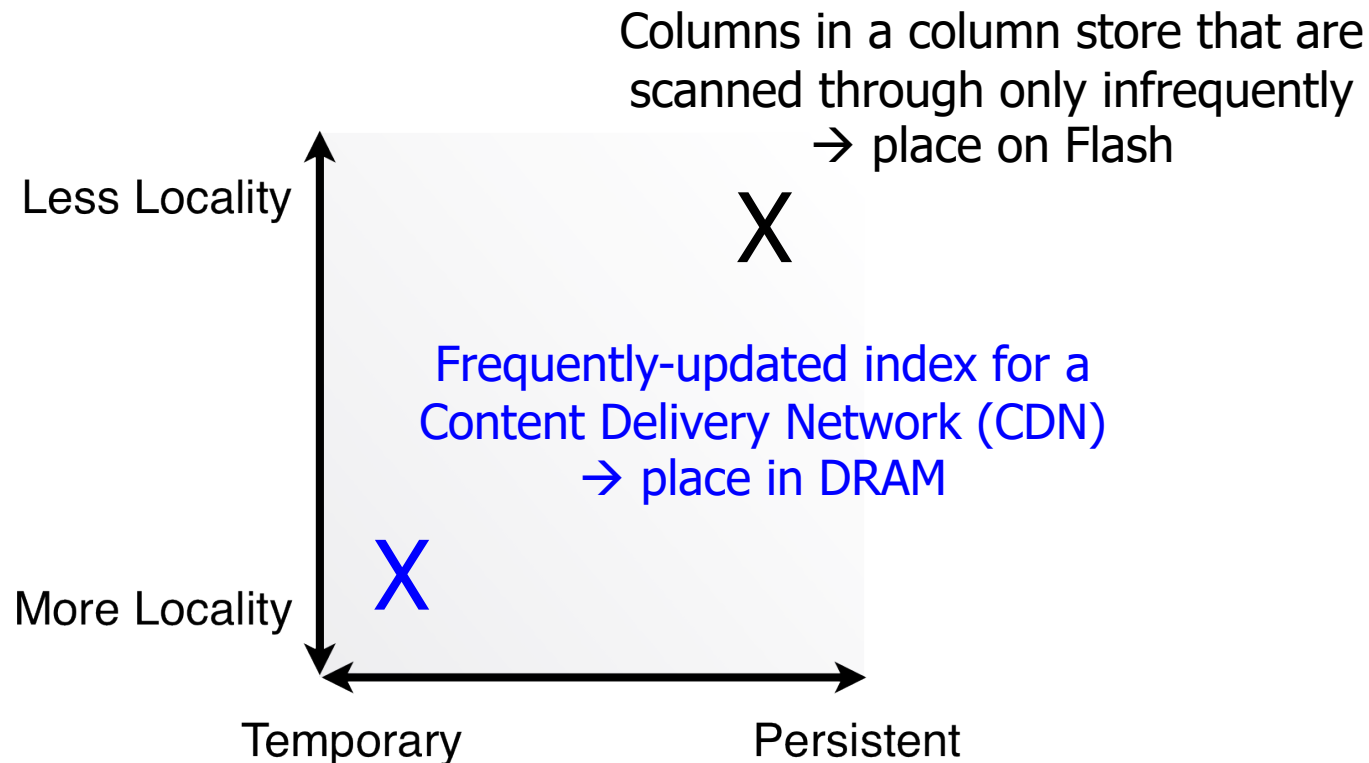 Columns in a column store that are
scanned through only infrequently
→ place on Flash
Less Locality
X
Frequently-updated index for a
Content Delivery Network (CDN)
→ place in DRAM
X
More Locality
Temporary
Persistent